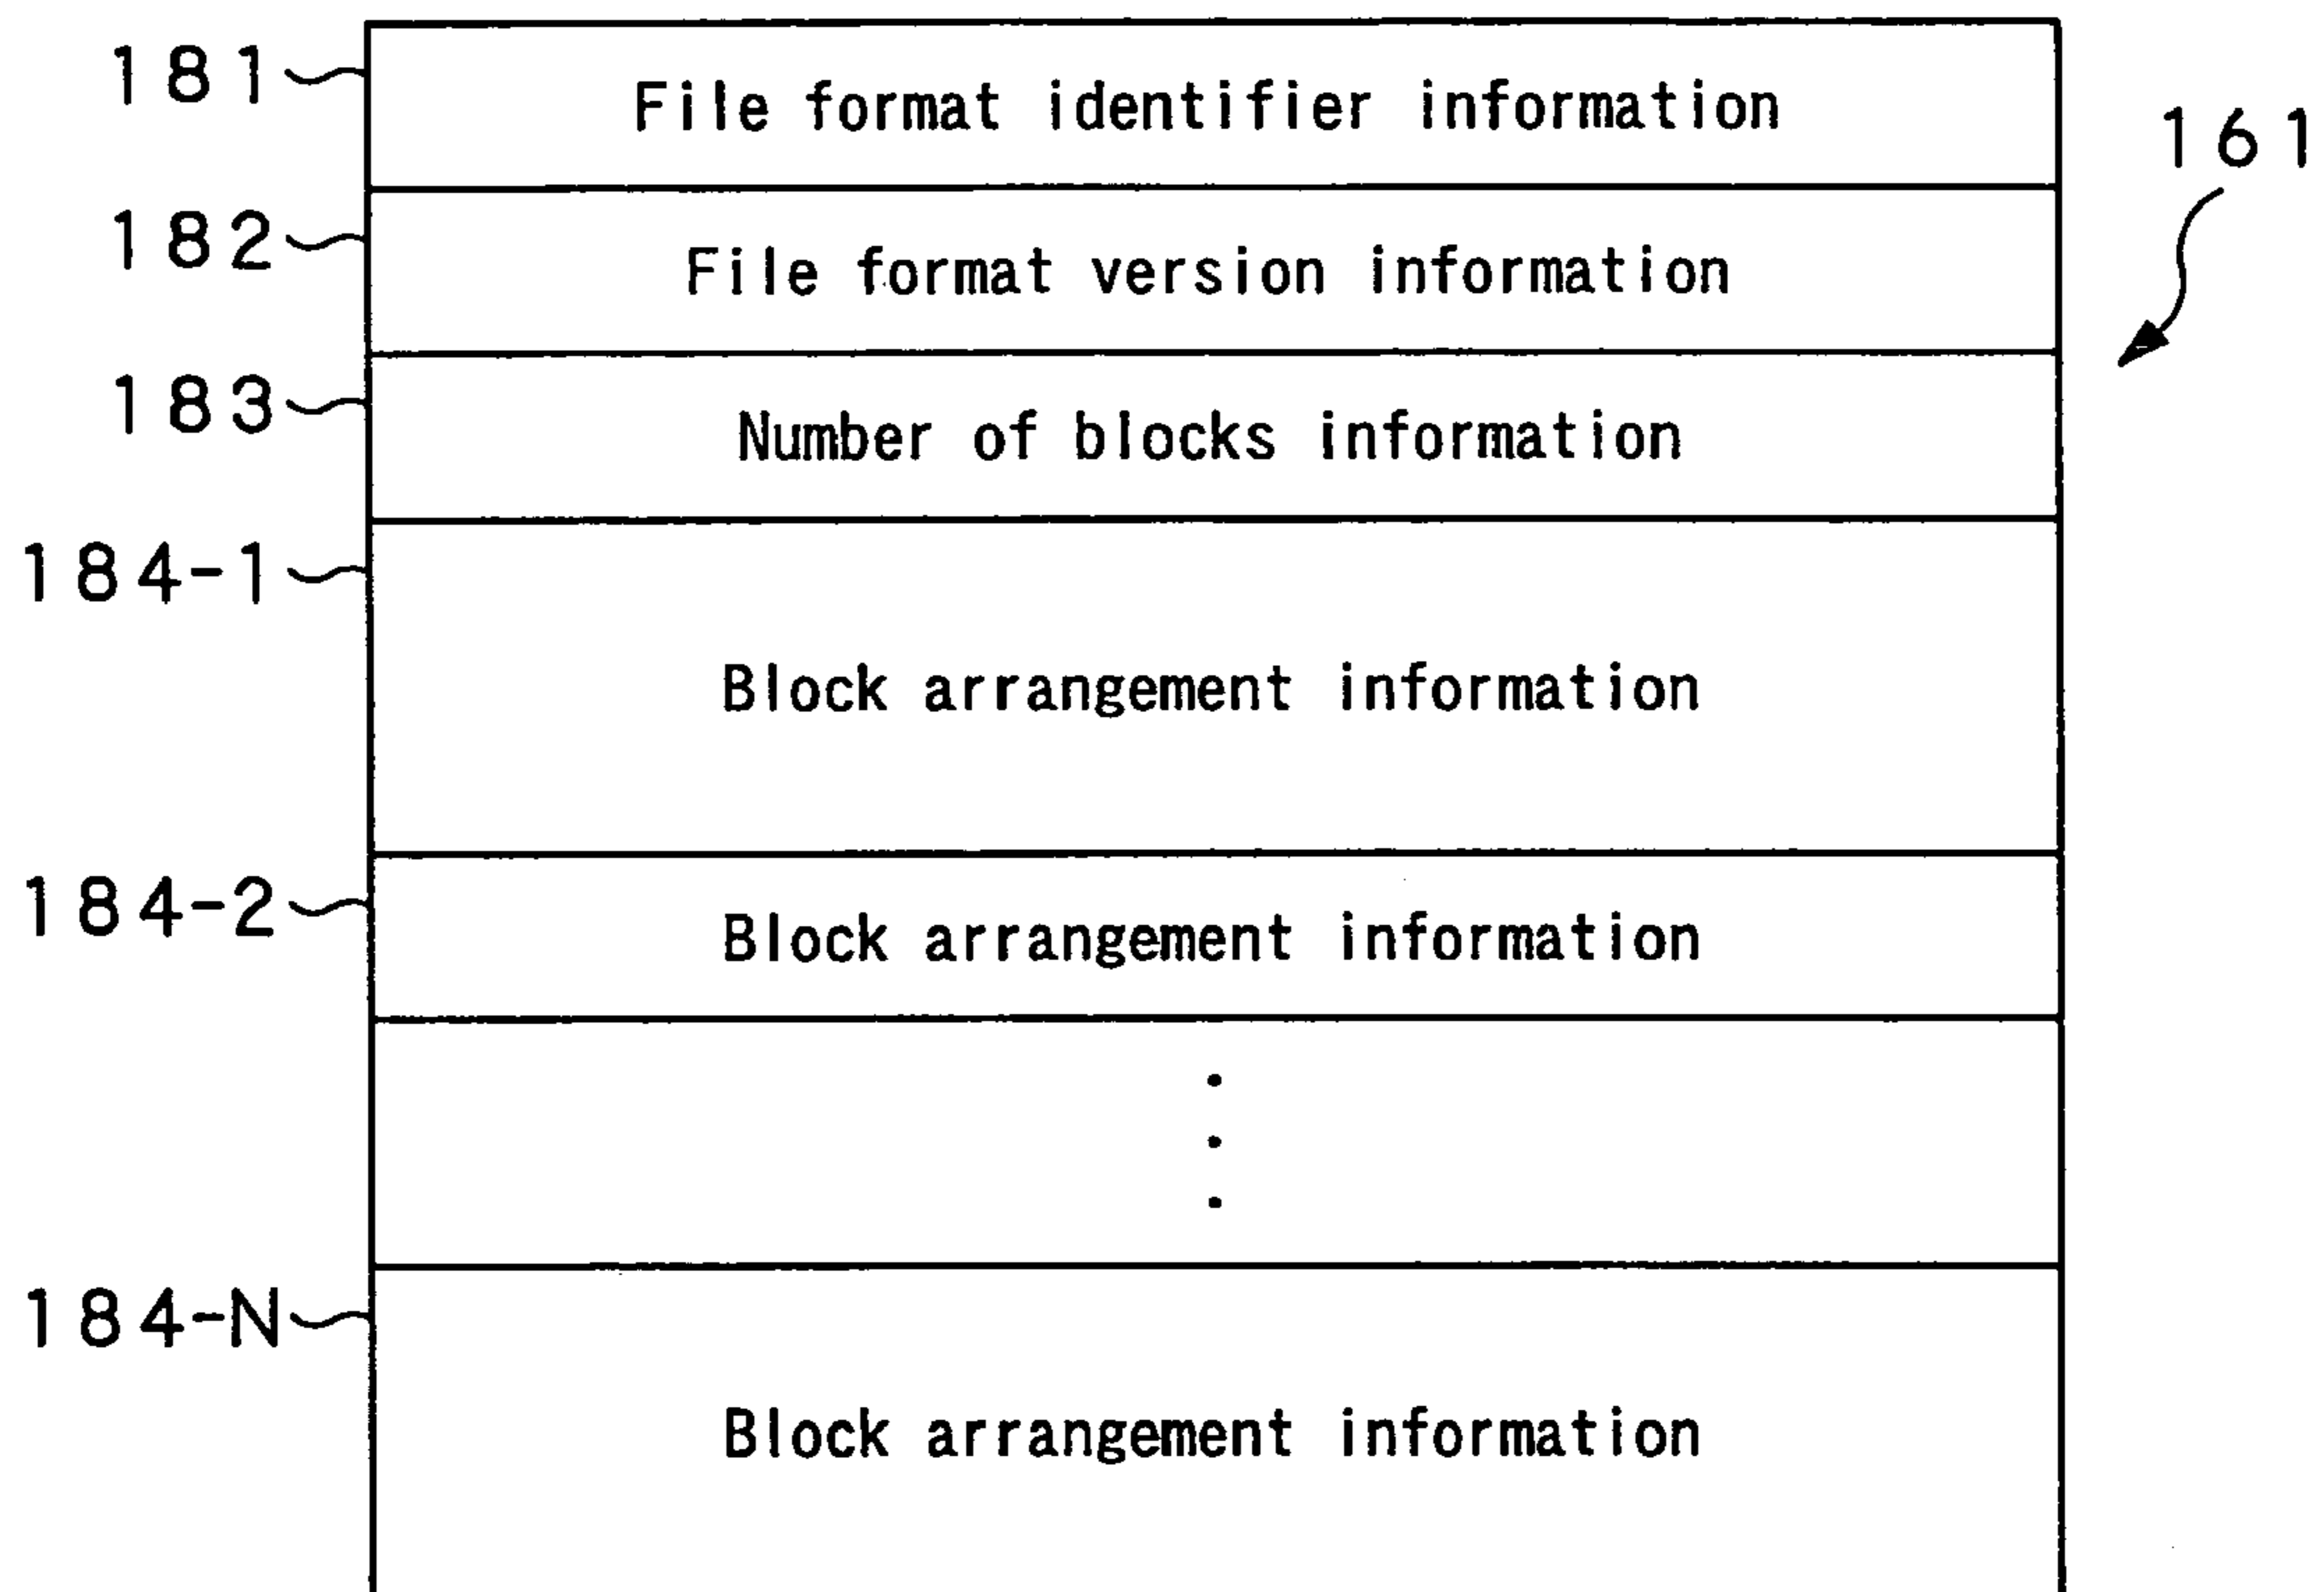 181 File format identifier information
161
182 File format version information
183 Number of blocks information
184-1
Block arrangement information
184-2 Block arrangement information
184-N
Block arrangement information